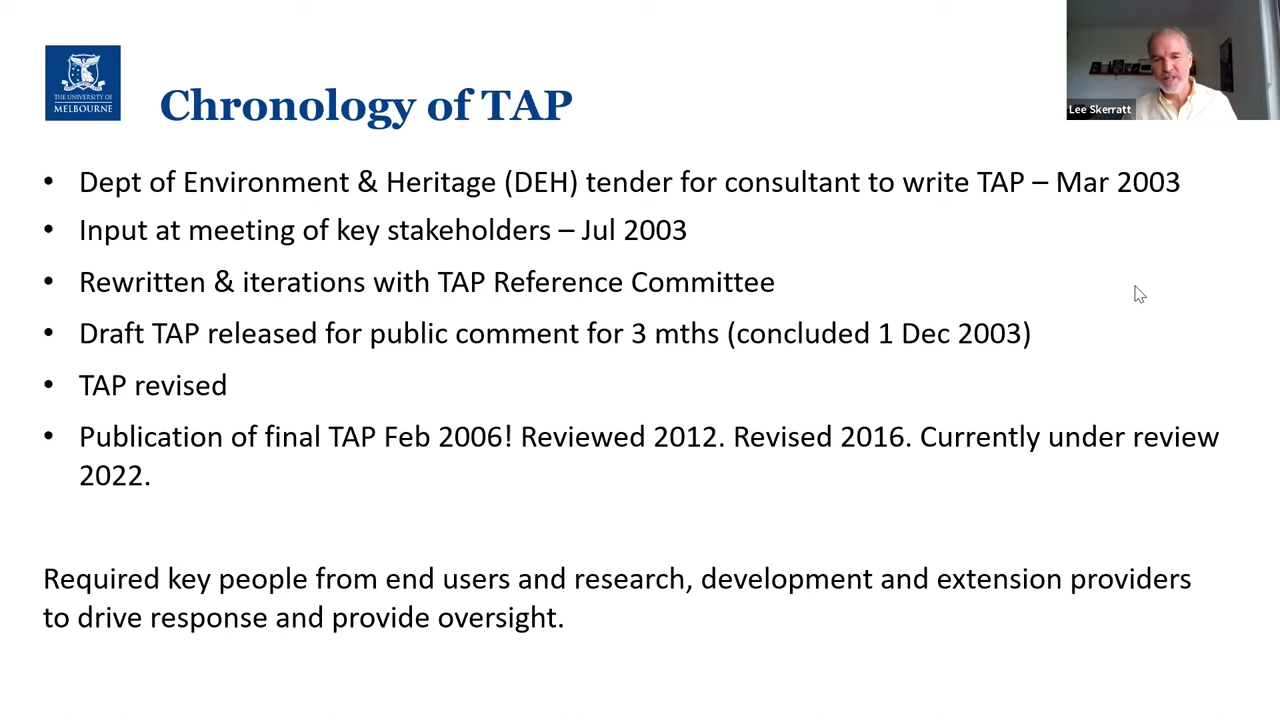 THE UNIVERSITY OF
MELBOURNE
Chronology of TAP
Lee Skerratt
• Dept of Environment & Heritage (DEH) tender for consultant to write TAP – Mar 2003
• Input at meeting of key stakeholders – Jul 2003
• Rewritten & iterations with TAP Reference Committee
• Draft TAP released for public comment for 3 mths (concluded 1 Dec 2003)
• TAP revised
• Publication of final TAP Feb 2006! Reviewed 2012. Revised 2016. Currently under review
2022.
Required key people from end users and research, development and extension providers
to drive response and provide oversight.